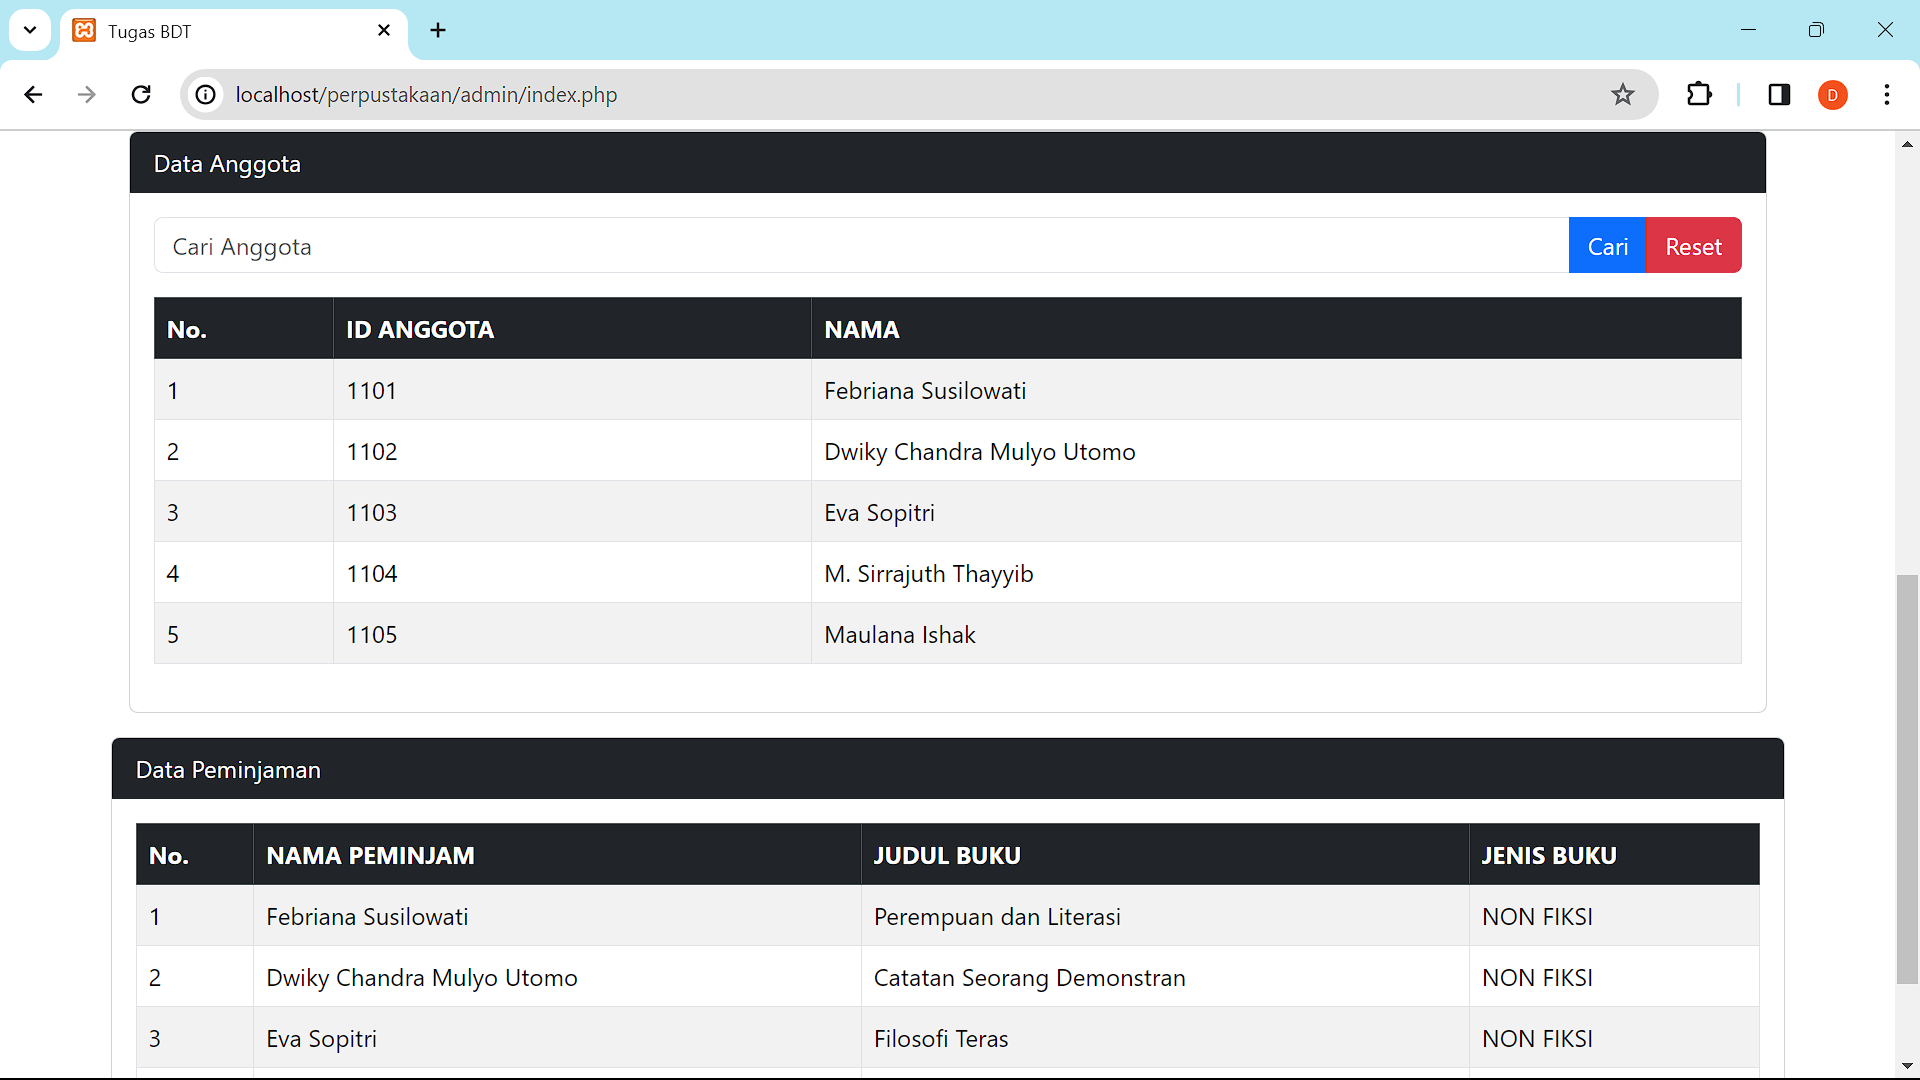 Tugas BDT
localhost/perpustakaan/admin/index.php
D
Data Anggota
Cari Anggota Cari Reset
No. ID ANGGOTA NAMA
1 1101 Febriana Susilowati
2 1102 Dwiky Chandra Mulyo Utomo
3 1103 Eva Sopitri
4 1104 M. Sirrajuth Thayyib
5 1105 Maulana Ishak
Data Peminjaman
No. NAMA PEMINJAM JUDUL BUKU JENIS BUKU
1 Febriana Susilowati Perempuan dan Literasi NON FIKSI
2 Dwiky Chandra Mulyo Utomo Catatan Seorang Demonstran NON FIKSI
3 Eva Sopitri Filosofi Teras NON FIKSI